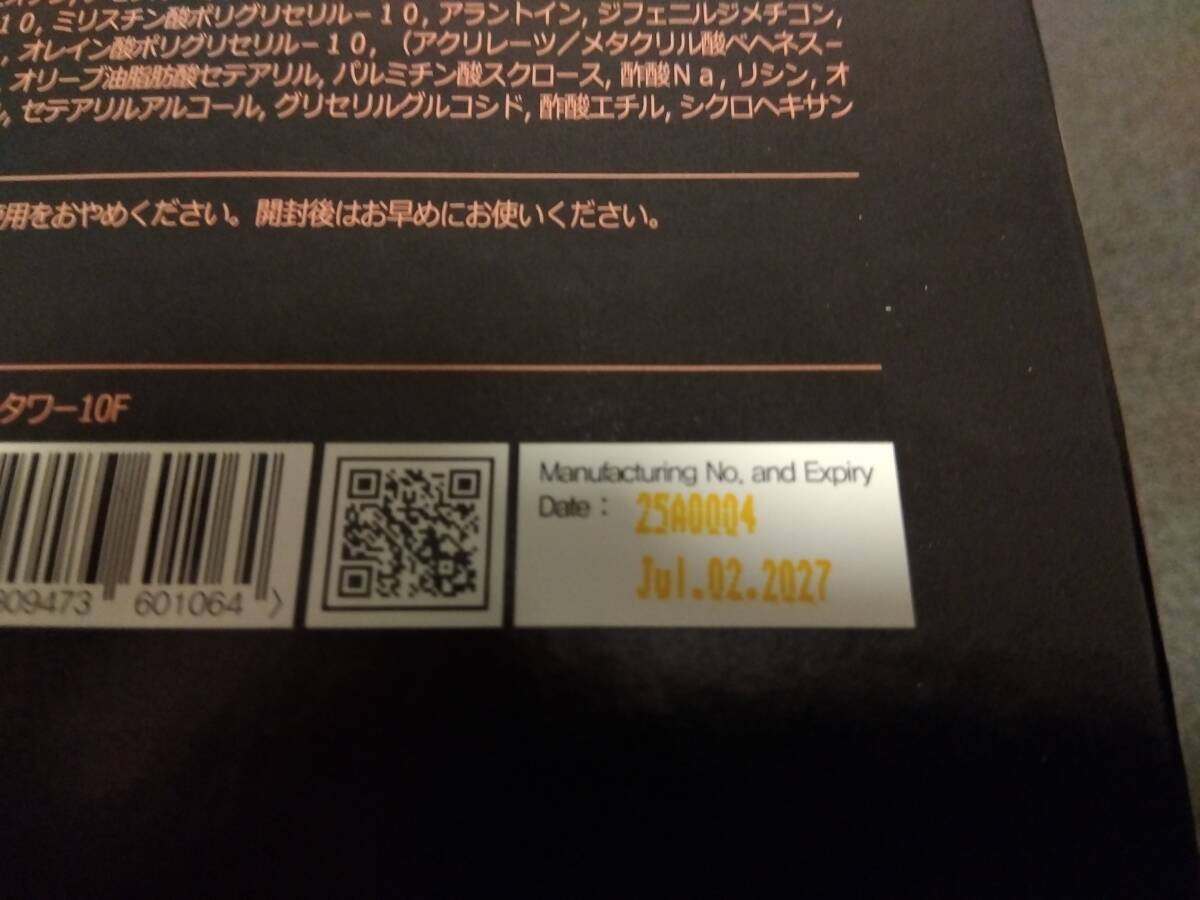 １０, ミリスチン酸ポリグリセリル－１０, アラントイン, ジフェニルジメチコン,
, オレイン酸ポリグリセリル－１０, （アクリレーツ／メタクリル酸ベヘネス－
, オリーブ油脂肪酸セテアリル, パルミチン酸スクロース, 酢酸Ｎａ, リシン, オ
, セテアリルアルコール, グリセリルグルコシド, 酢酸エチル, シクロヘキサン
使用をおやめください。開封後はお早めにお使いください。
タワー10F
809473 601064 >
Manufacturing No. and Expiry
Date : 25A0QQ4
Jul.02.2027